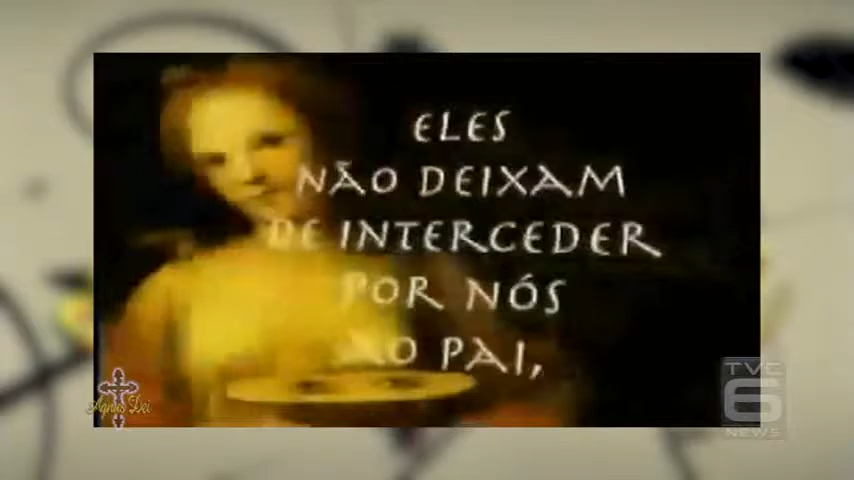 ELES
NÃO DEIXAM
DE INTERCEDER
POR NÓS
AO PAI,
Agnus Dei
TVC
6
NEWS